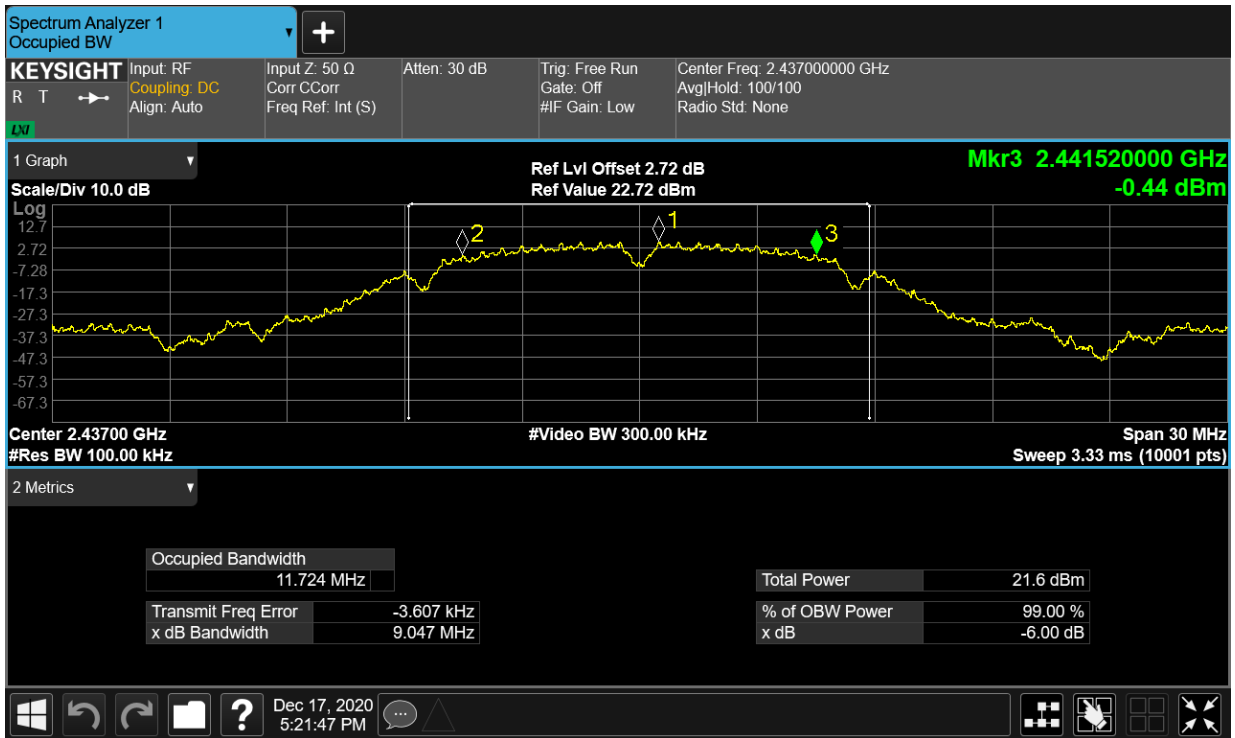 Spectrum Analyzer 1
Occupied BW
▼
+
KEYSIGHT
R T
LXI
Input: RF
Coupling: DC
Align: Auto
Input Z: 50 Ω
Corr CCorr
Freq Ref: Int (S)
Atten: 30 dB
Trig: Free Run
Gate: Off
#IF Gain: Low
Center Freq: 2.437000000 GHz
Avg|Hold: 100/100
Radio Std: None
1 Graph
▼
Scale/Div 10.0 dB
Ref Lvl Offset 2.72 dB
Ref Value 22.72 dBm
Mkr3 2.441520000 GHz
-0.44 dBm
Log
12.7
2.72
-7.28
-17.3
-27.3
-37.3
-47.3
-57.3
-67.3
2
1
3
Center 2.43700 GHz
#Video BW 300.00 kHz
Span 30 MHz
#Res BW 100.00 kHz
Sweep 3.33 ms (10001 pts)
2 Metrics
▼
Occupied Bandwidth
11.724 MHz
Transmit Freq Error -3.607 kHz
x dB Bandwidth 9.047 MHz
Total Power 21.6 dBm
% of OBW Power 99.00 %
x dB -6.00 dB
?
Dec 17, 2020
5:21:47 PM